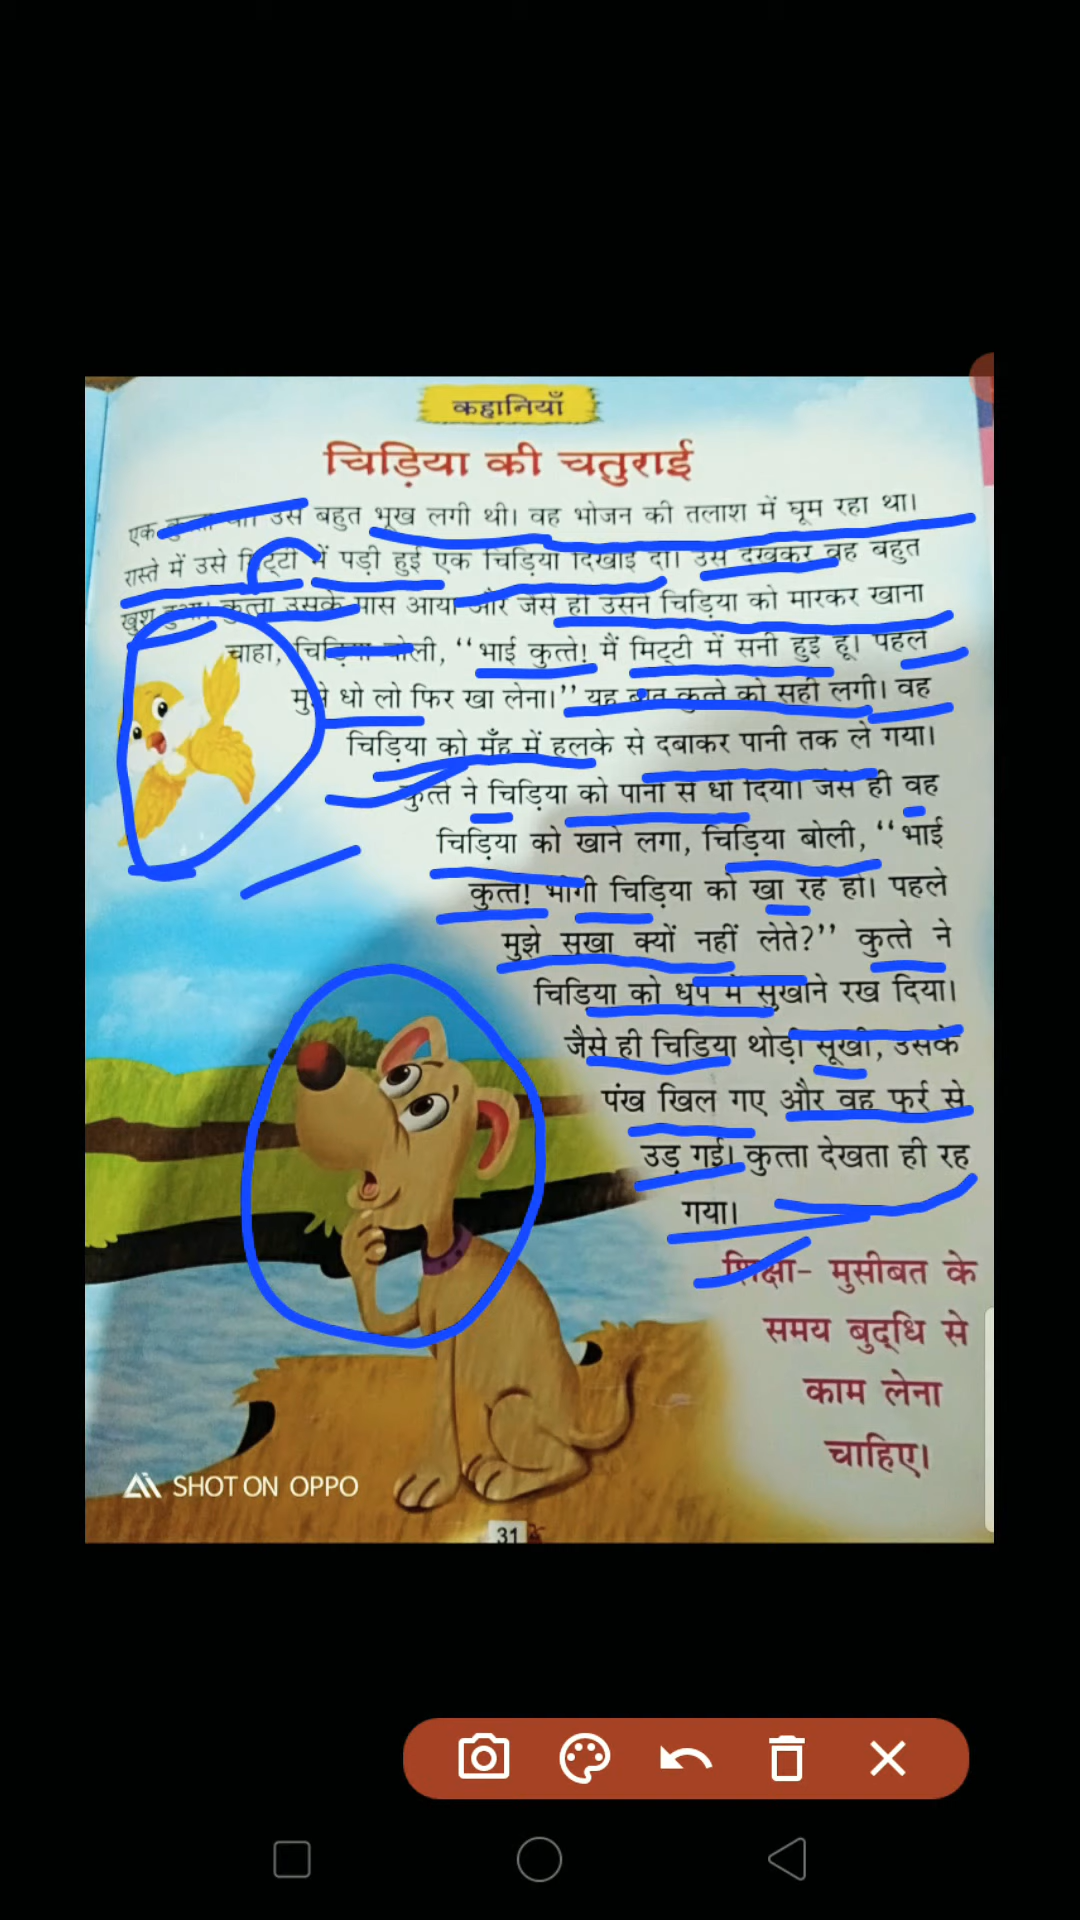 कहानियाँ
चिड़िया की चतुराई
एक कुत्ता था। उसे बहुत भूख लगी थी। वह भोजन की तलाश में घूम रहा था।
रास्ते में उसे मिट्टी में पड़ी हुई एक चिड़िया दिखाई दी। उसे देखकर वह बहुत
खुश हुआ। कुत्ता उसके पास आया और जैसे ही उसने चिड़िया को मारकर खाना
चाहा, चिड़िया बोली, “भाई कुत्ते! मैं मिट्टी में सनी हुई हूँ। पहले
मुझे धो लो फिर खा लेना।” यह बात कुत्ते को सही लगी। वह
चिड़िया को मुँह में हलके से दबाकर पानी तक ले गया।
कुत्ते ने चिड़िया को पानी से धो दिया। जैसे ही वह
चिड़िया को खाने लगा, चिड़िया बोली, “भाई
कुत्ते! भीगी चिड़िया को खा रहे हो। पहले
मुझे सुखा क्यों नहीं लेते?” कुत्ते ने
चिड़िया को धूप में सुखाने रख दिया।
जैसे ही चिड़िया थोड़ी सूखी, उसके
पंख खिल गए और वह फुर्र से
उड़ गई। कुत्ता देखता ही रह
गया।
शिक्षा- मुसीबत के
समय बुद्धि से
काम लेना
चाहिए।
SHOT ON OPPO
31